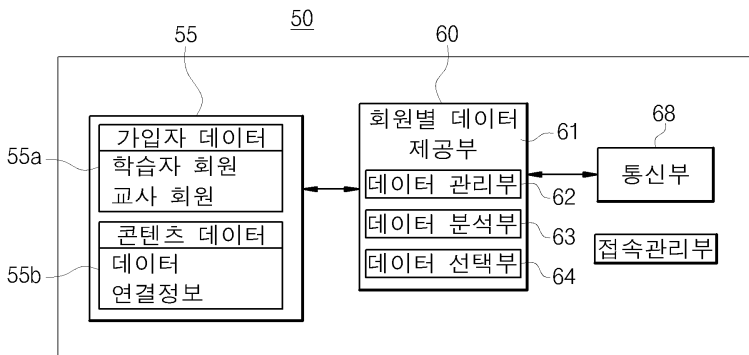 50
55
60
가입자 데이터
55a
학습자 회원
교사 회원
콘텐츠 데이터
55b
데이터
연결정보
회원별 데이터
제공부
61
데이터 관리부
62
데이터 분석부
63
데이터 선택부
64
68
통신부
접속관리부